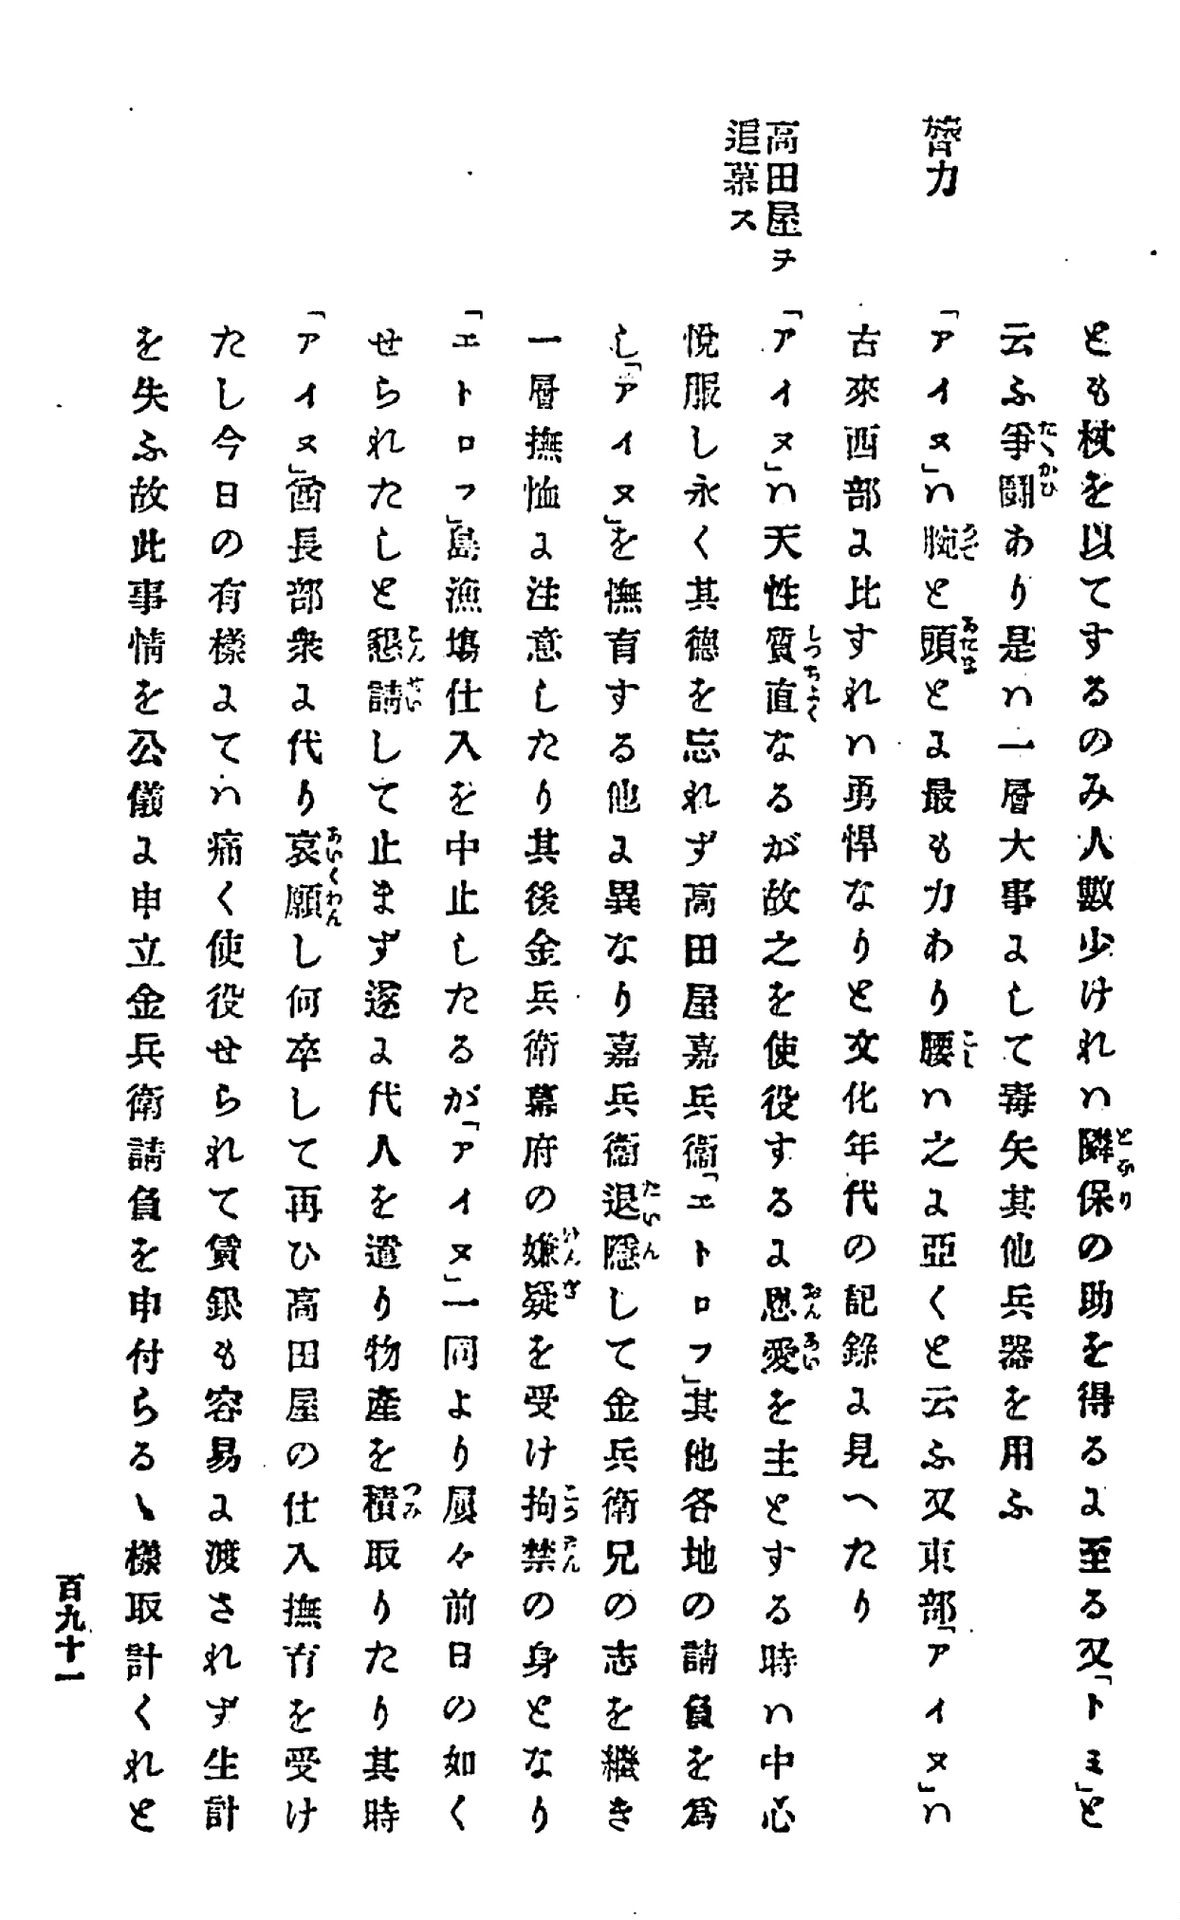 とも杖を以てするのみ人數少けれハ隣保の助を得るに至る又「トミ」と
云ふ爭鬪あり是ハ一層大事にして毒矢其他兵器を用ふ
膂力
「アイヌ」ハ腕と頭とに最も力あり腰ハ之に亞くと云ふ又東部「アイヌ」ハ
古來西部に比すれハ勇悍なりと文化年代の記錄に見へたり
高田屋ヲ
追慕ス
「アイヌ」ハ天性質直なるが故之を使役するに恩愛を主とする時ハ中心
悅服し永く其德を忘れず高田屋嘉兵衞「エトロフ」其他各地の請負を爲
し「アイヌ」を撫育する他に異なり嘉兵衞退隱して金兵衞兄の志を繼き
一層撫恤に注意したり其後金兵衞幕府の嫌疑を受け拘禁の身となり
「エトロフ」島漁塲仕入を中止したるが「アイヌ」一同より屢々前日の如く
せられたしと懇請して止まず遂に代人を遣り物產を積取りたり其時
「アイヌ」酋長部衆に代り哀願し何卒して再ひ高田屋の仕入撫育を受け
たし今日の有樣にてハ痛く使役せられて賃銀も容易に渡されず生計
を失ふ故此事情を公儀に申立金兵衞請負を申付らるゝ樣取計くれと
百九十一